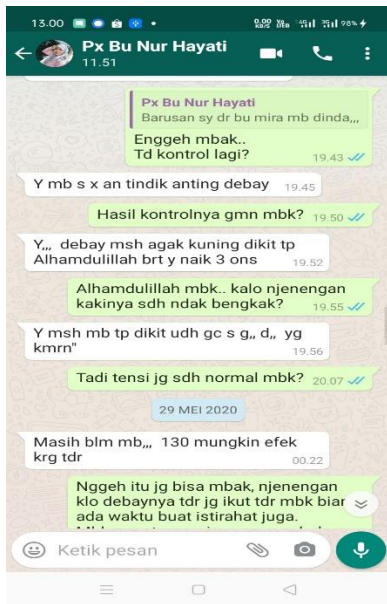 13.00
98%
Px Bu Nur Hayati
11.51
Px Bu Nur Hayati
Barusan sy dr bu mira mb dinda,,,
Enggeh mbak..
Td kontrol lagi?
19.43
Y mb s x an tindik anting debay 19.45
Hasil kontrolnya gmn mbk? 19.50
Y,,, debay msh agak kuning dikit tp
Alhamdulillah brt y naik 3 ons 19.52
Alhamdulillah mbk.. kalo njenengan
kakinya sdh ndak bengkak? 19.55
Y msh mb tp dikit udh gc s g,, d,, yg
kmrn" 19.56
Tadi tensi jg sdh normal mbk? 20.07
29 MEI 2020
Masih blm mb,,, 130 mungkin efek
krg tdr 00.22
Nggeh itu jg bisa mbak, njenengan
klo debaynya tdr jg ikut tdr mbk biar
ada waktu buat istirahat juga.
Ketik pesan